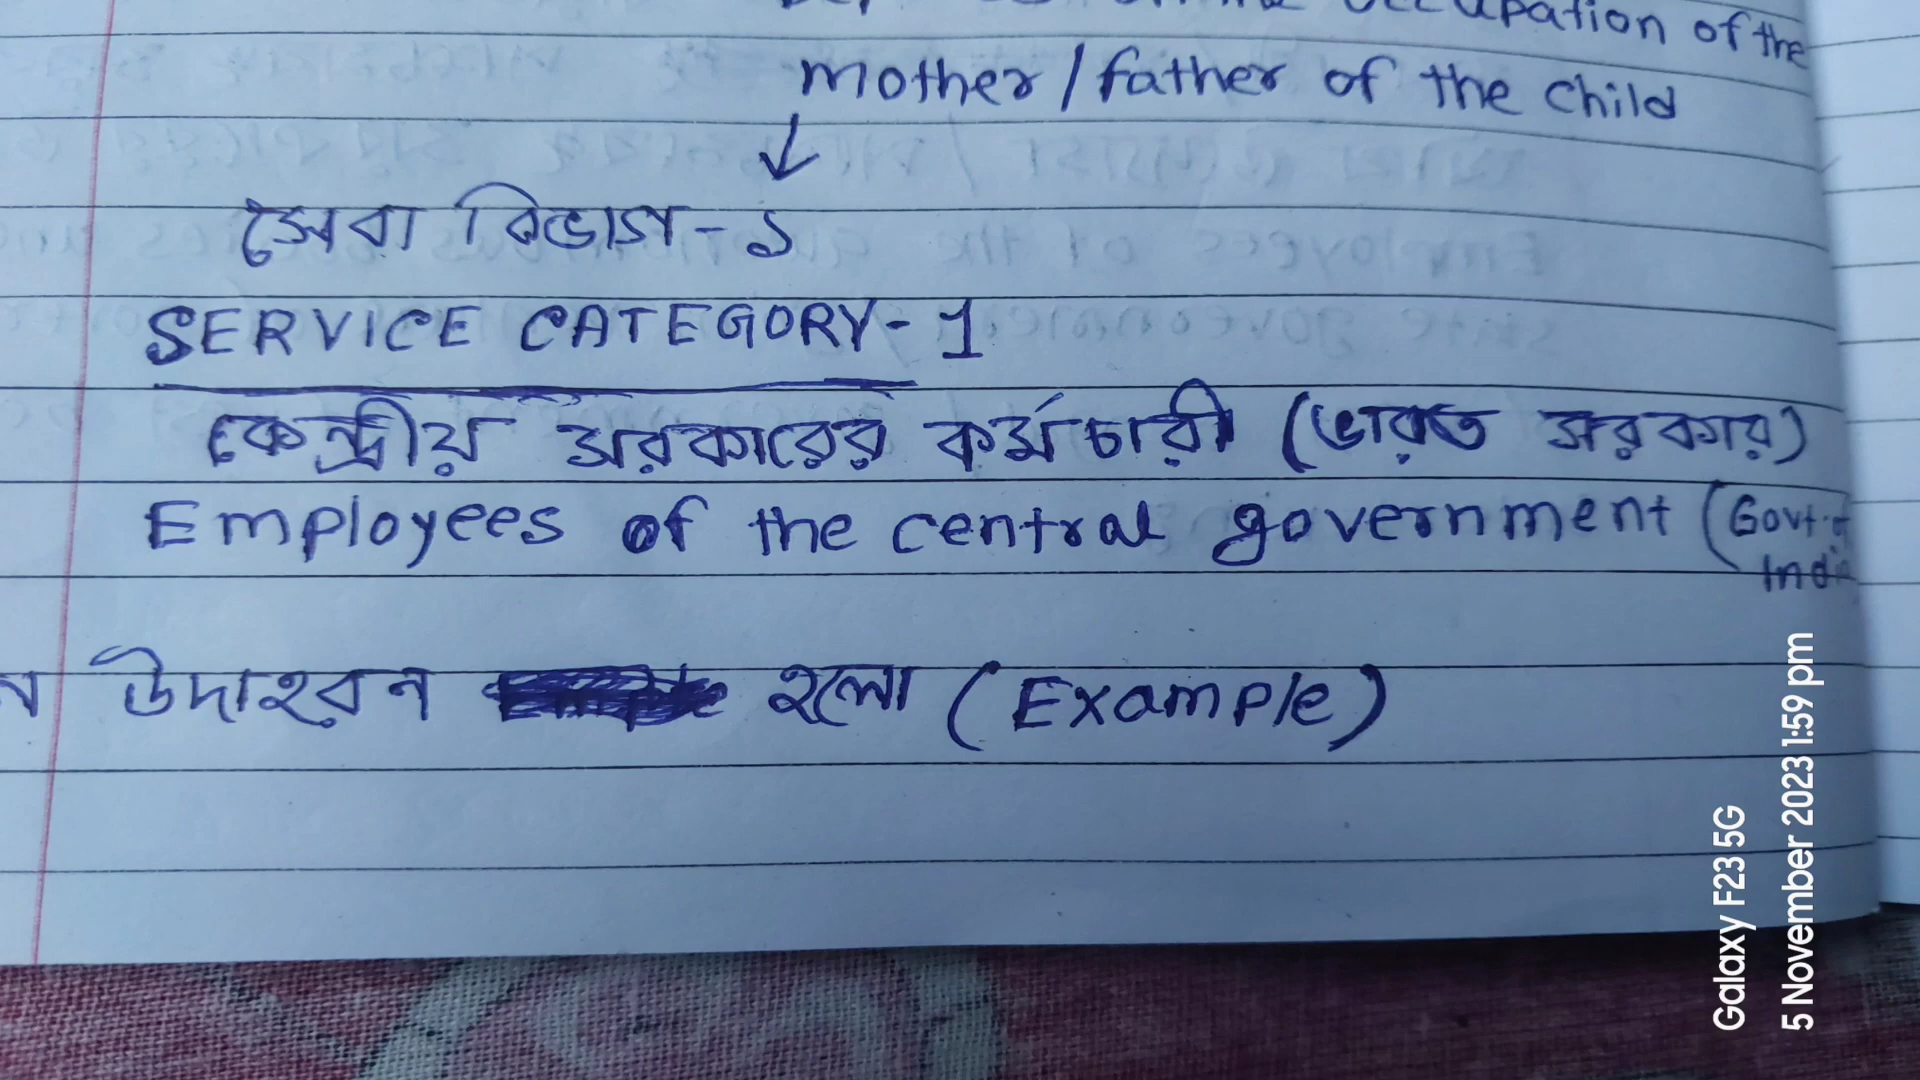 occupation of the
mother/father of the child
↓
সেবা বিভাগ-১
SERVICE CATEGORY-1
কেন্দ্রীয় সরকারের কর্মচারী (ভারত সরকার)
Employees of the central government (Govt. of
India
ন উদাহরন হলো (Example)
Galaxy F23 5G
5 November 2023 1:59 pm